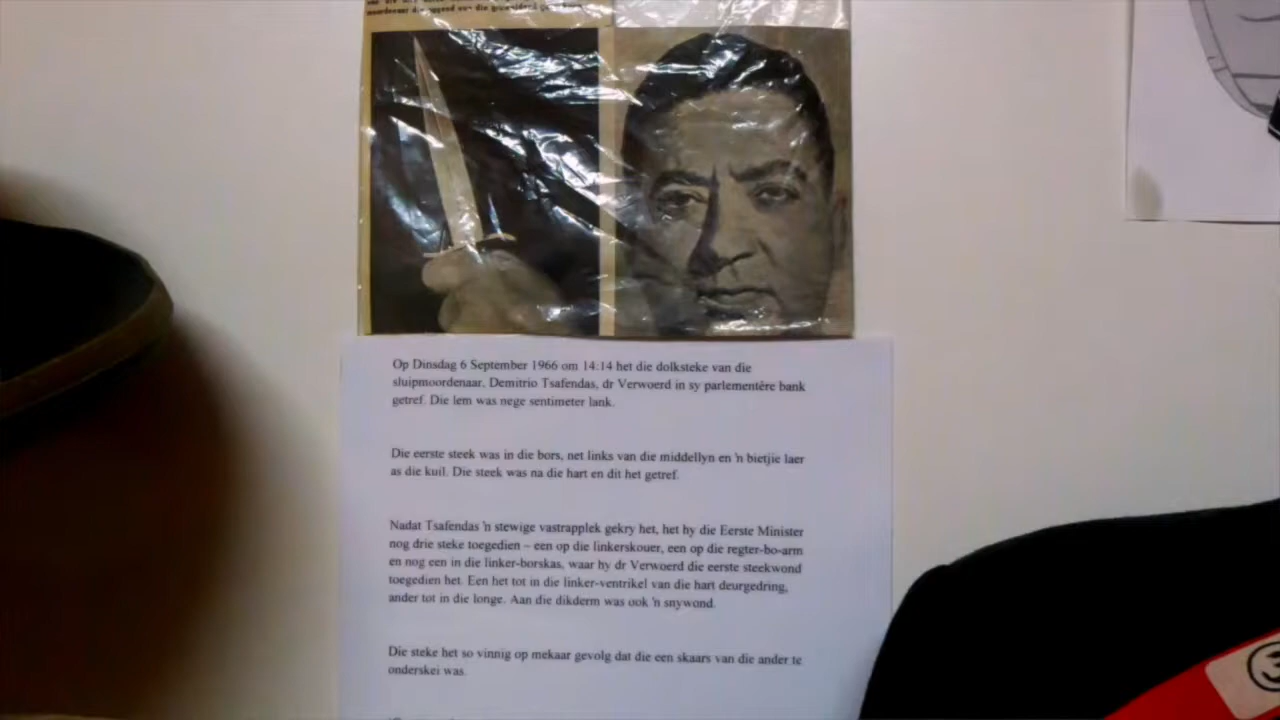 moordenaar die oggend van die
Op Dinsdag 6 September 1966 om 14:14 het die dolksteke van die
sluipmoordenaar, Demitrio Tsafendas, dr Verwoerd in sy parlementêre bank
getref. Die lem was nege sentimeter lank.
Die eerste steek was in die bors, net links van die middellyn en 'n bietjie laer
as die kuil. Die steek was na die hart en dit het getref.
Nadat Tsafendas 'n stewige vastrapplek gekry het, het hy die Eerste Minister
nog drie steke toegedien – een op die linkerskouer, een op die regter-bo-arm
en nog een in die linker-borskas, waar hy dr Verwoerd die eerste steekwond
toegedien het. Een het tot in die linker-ventrikel van die hart deurgedring,
ander tot in die longe. Aan die dikderm was ook 'n snywond.
Die steke het so vinnig op mekaar gevolg dat die een skaars van die ander te
onderskei was.
3